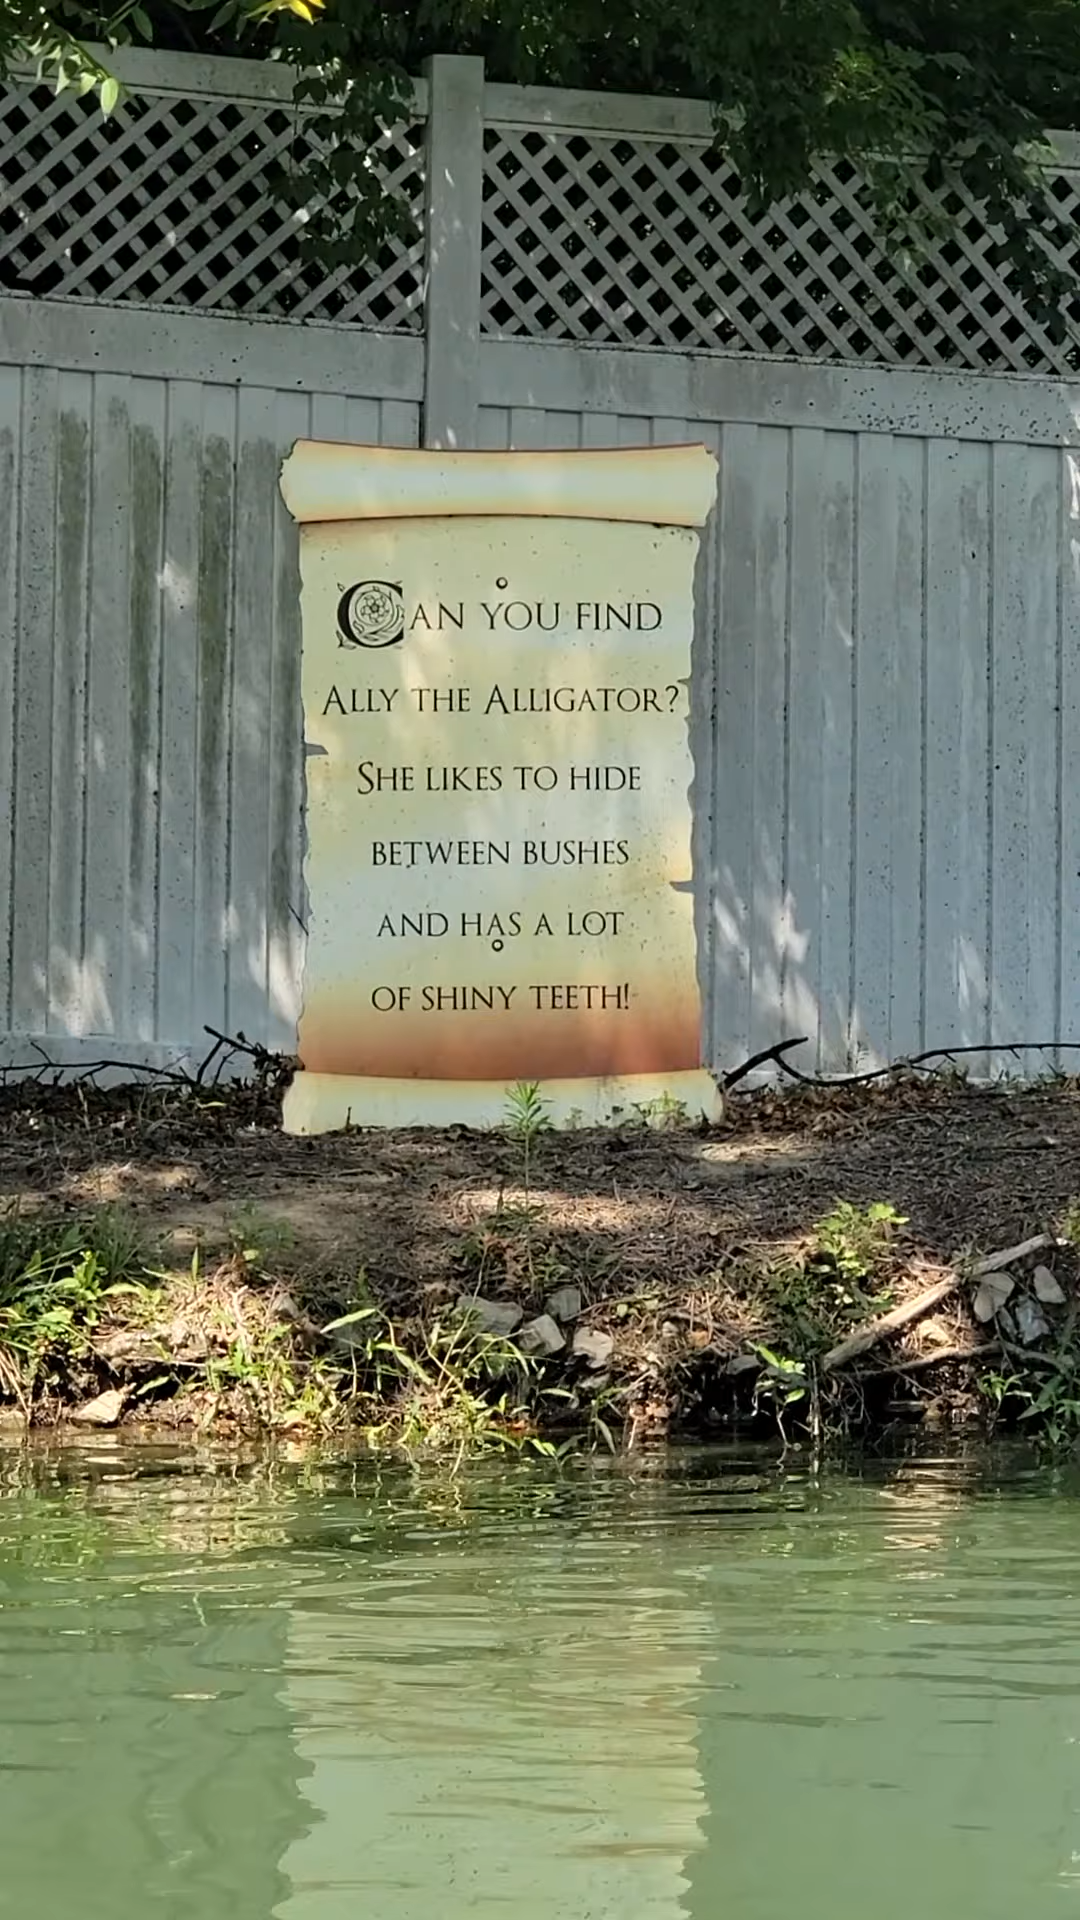 Can you find
Ally the Alligator?
She likes to hide
between bushes
and has a lot
of shiny teeth!